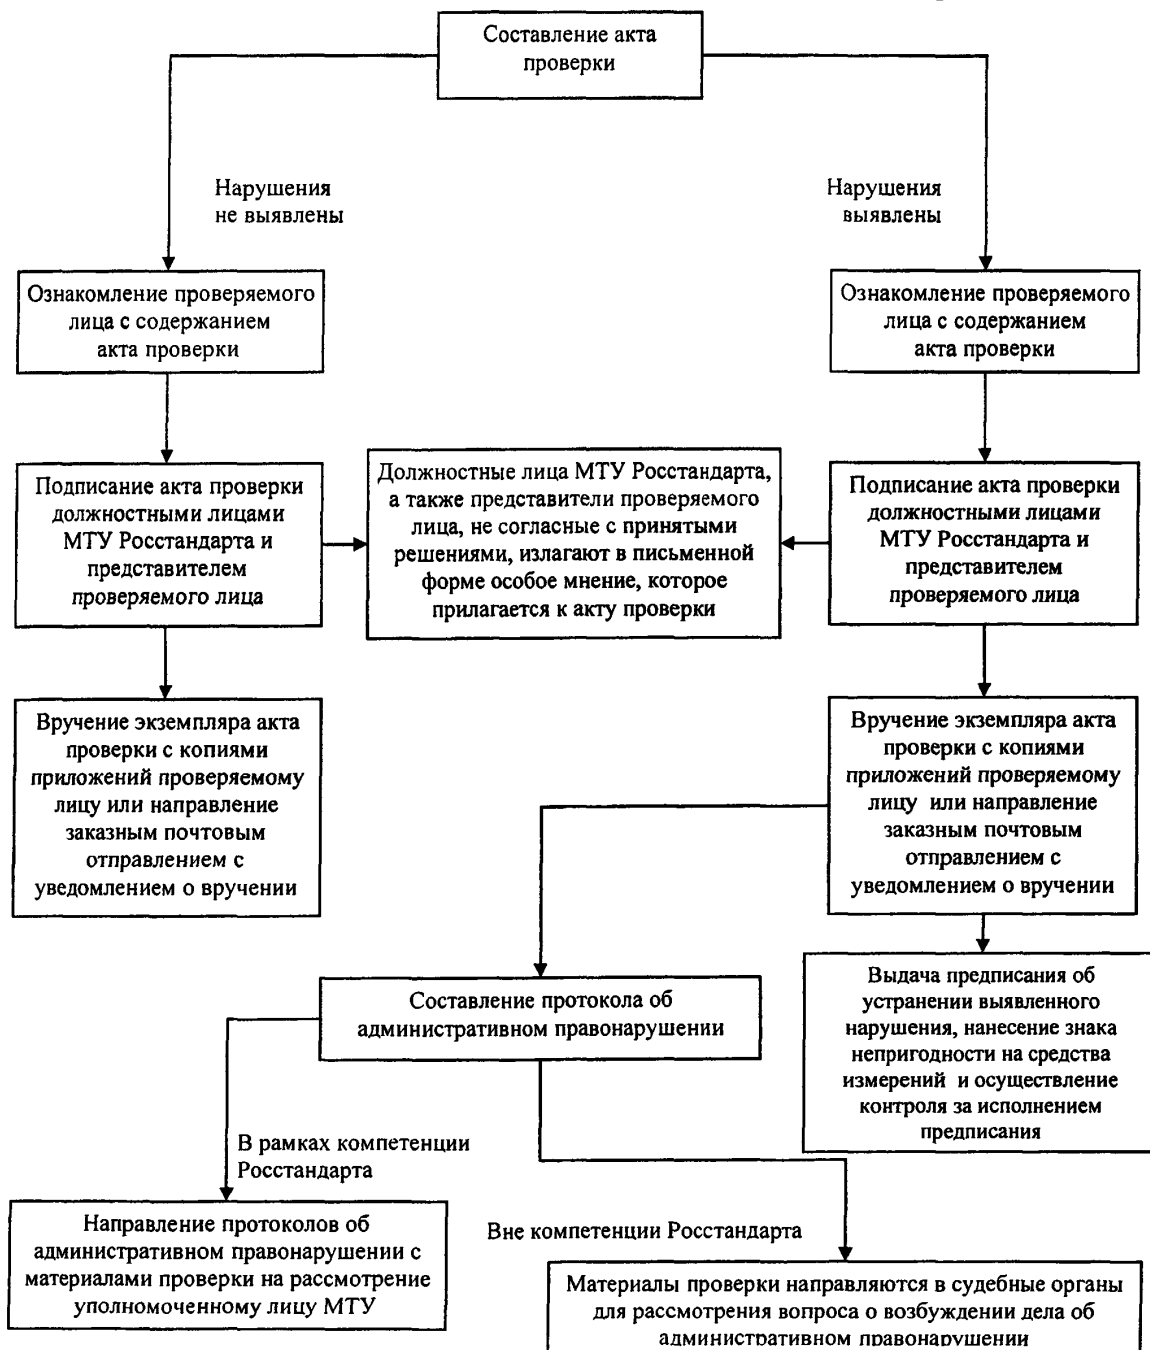 Составление акта
проверки
Нарушения
не выявлены
Нарушения
выявлены
Ознакомление проверяемого
лица с содержанием
акта проверки
Ознакомление проверяемого
лица с содержанием
акта проверки
Подписание акта проверки
должностными лицами
МТУ Росстандарта и
представителем
проверяемого лица
Должностные лица МТУ Росстандарта,
а также представители проверяемого
лица, не согласные с принятыми
решениями, излагают в письменной
форме особое мнение, которое
прилагается к акту проверки
Подписание акта проверки
должностными лицами
МТУ Росстандарта и
представителем
проверяемого лица
Вручение экземпляра акта
проверки с копиями
приложений проверяемому
лицу или направление
заказным почтовым
отправлением с
уведомлением о вручении
Вручение экземпляра акта
проверки с копиями
приложений проверяемому
лицу или направление
заказным почтовым
отправлением с
уведомлением о вручении
Составление протокола об
административном правонарушении
Выдача предписания об
устранении выявленного
нарушения, нанесение знака
непригодности на средства
измерений и осуществление
контроля за исполнением
предписания
В рамках компетенции
Росстандарта
Направление протоколов об
административном правонарушении с
материалами проверки на рассмотрение
уполномоченному лицу МТУ
Вне компетенции Росстандарта
Материалы проверки направляются в судебные органы
для рассмотрения вопроса о возбуждении дела об
административном правонарушении